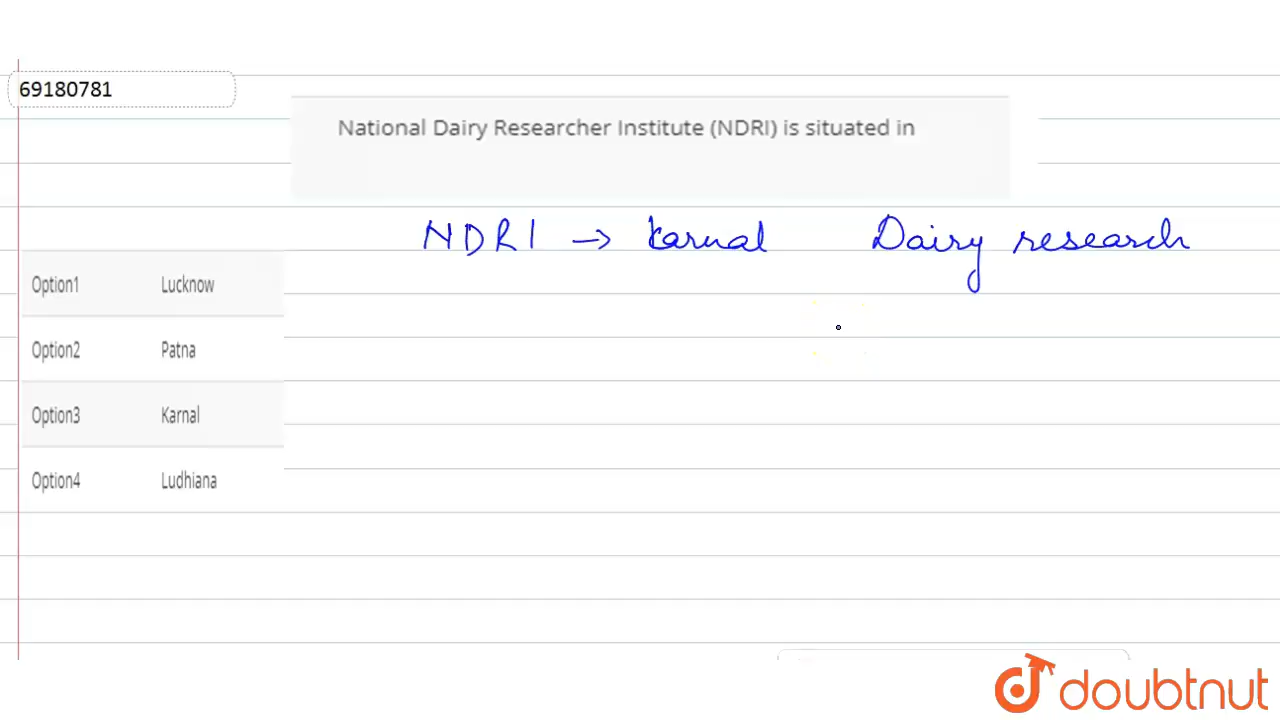 69180781
National Dairy Researcher Institute (NDRI) is situated in
NDRI → Karnal Dairy research
Option1 Lucknow
Option2 Patna
Option3 Karnal
Option4 Ludhiana
doubtnut